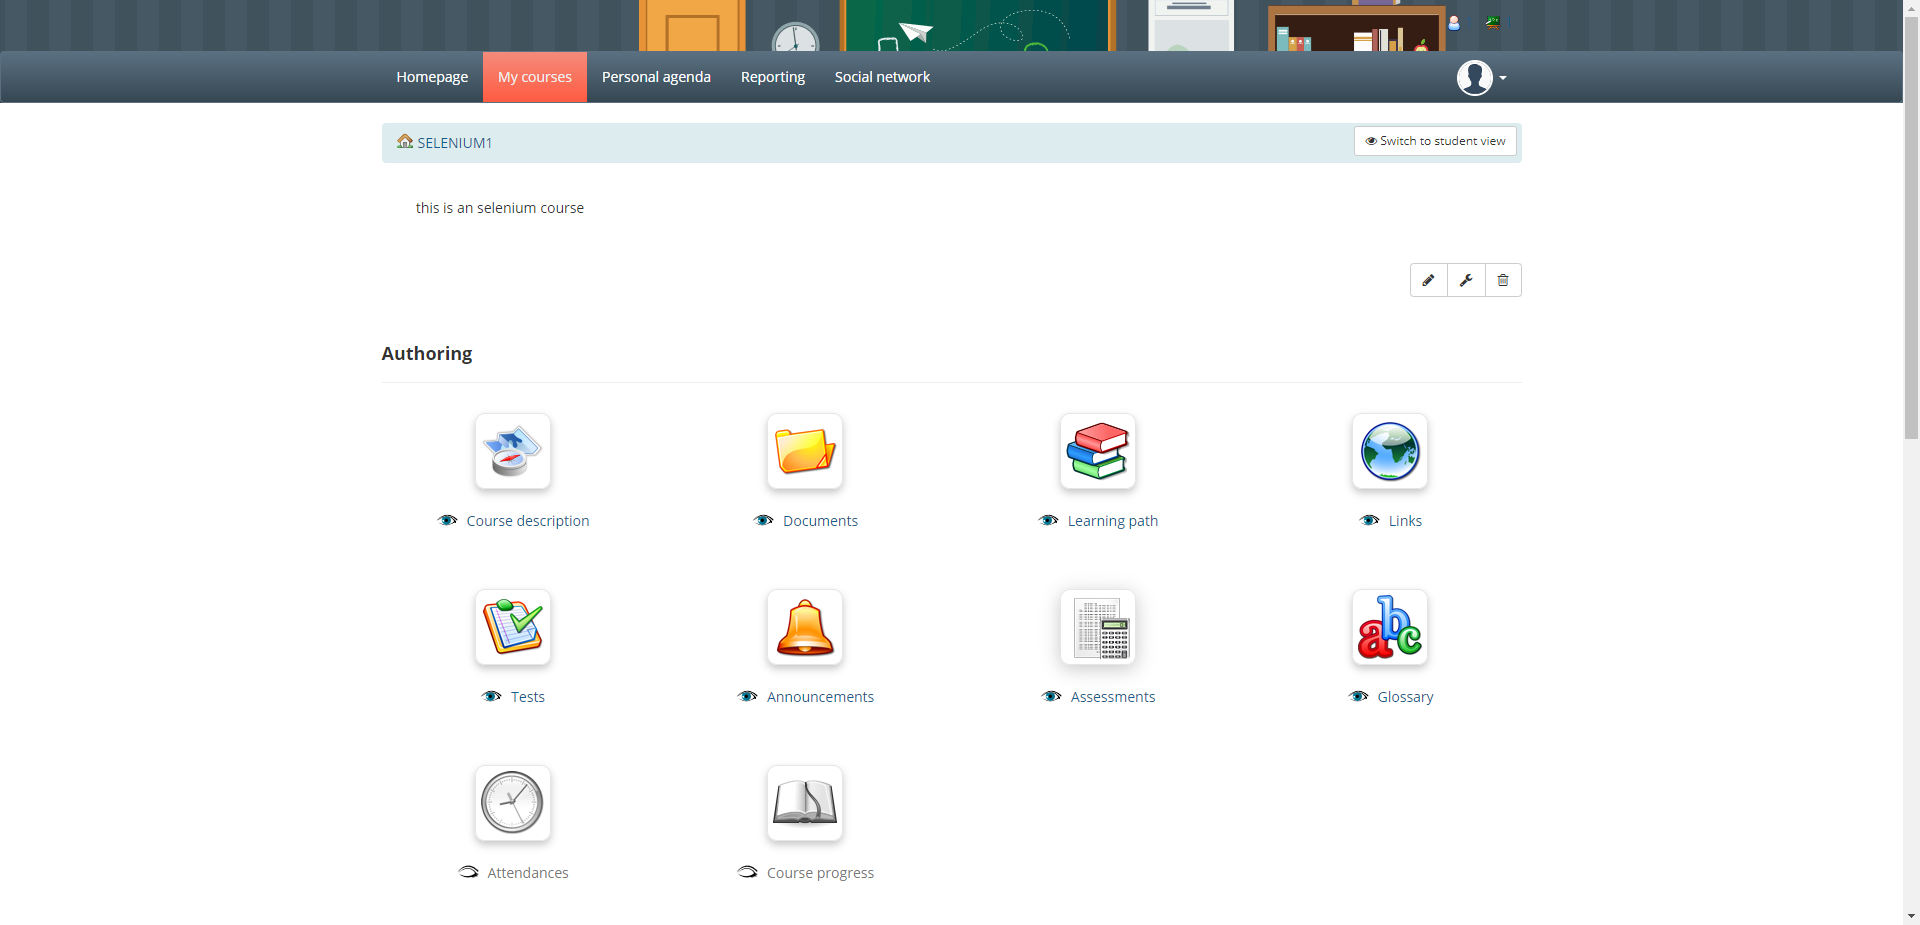 Homepage My courses Personal agenda Reporting Social network
SELENIUM1
Switch to student view
this is an selenium course
Authoring
Course description Documents Learning path Links
Tests Announcements Assessments Glossary
Attendances Course progress